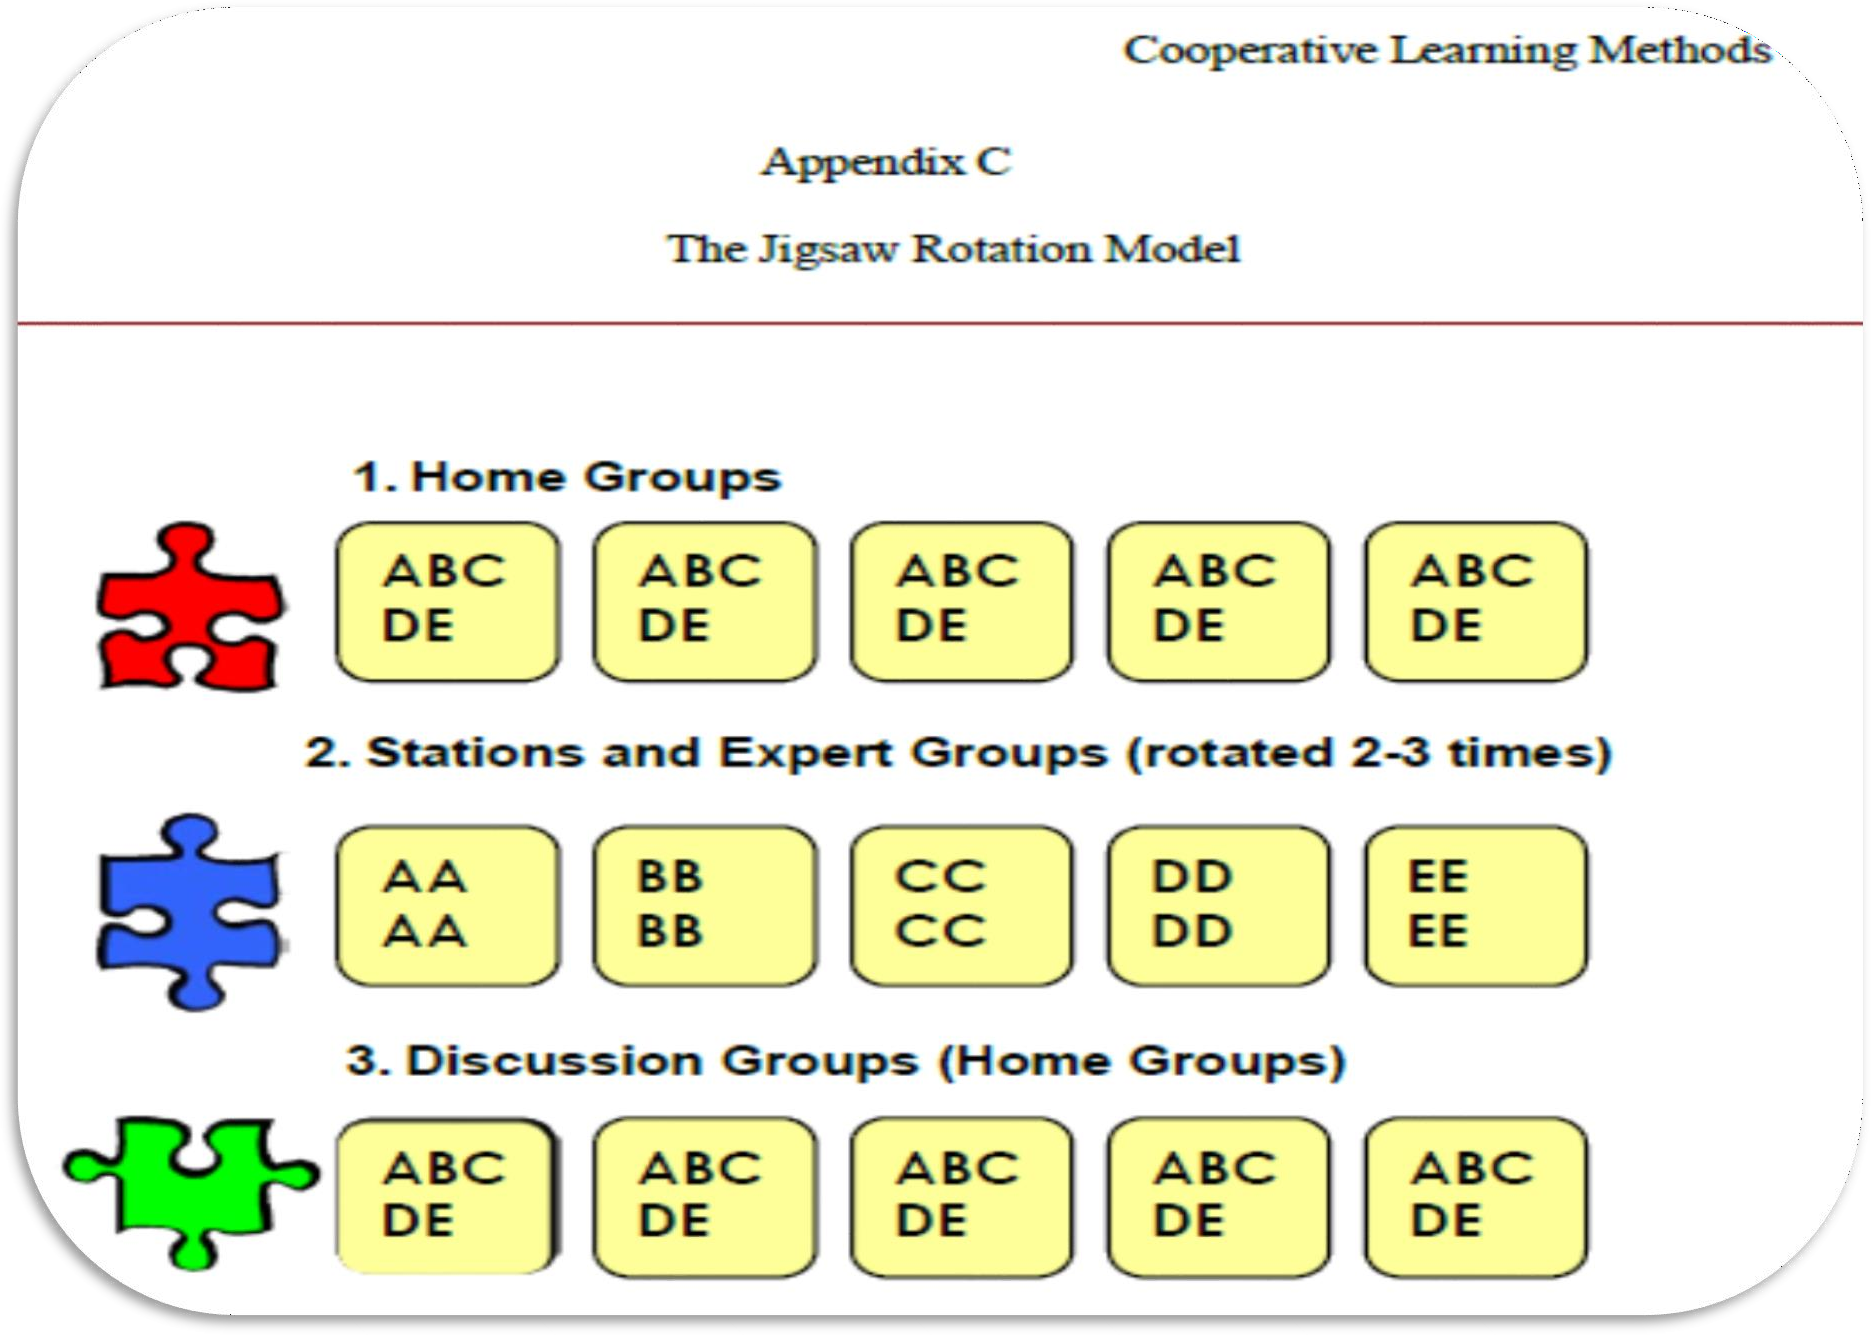 Cooperative Learning Methods
Appendix C
The Jigsaw Rotation Model
1. Home Groups
ABC ABC ABC ABC ABC
DE DE DE DE DE
2. Stations and Expert Groups (rotated 2-3 times)
AA BB CC DD EE
AA BB CC DD EE
3. Discussion Groups (Home Groups)
ABC ABC ABC ABC ABC
DE DE DE DE DE